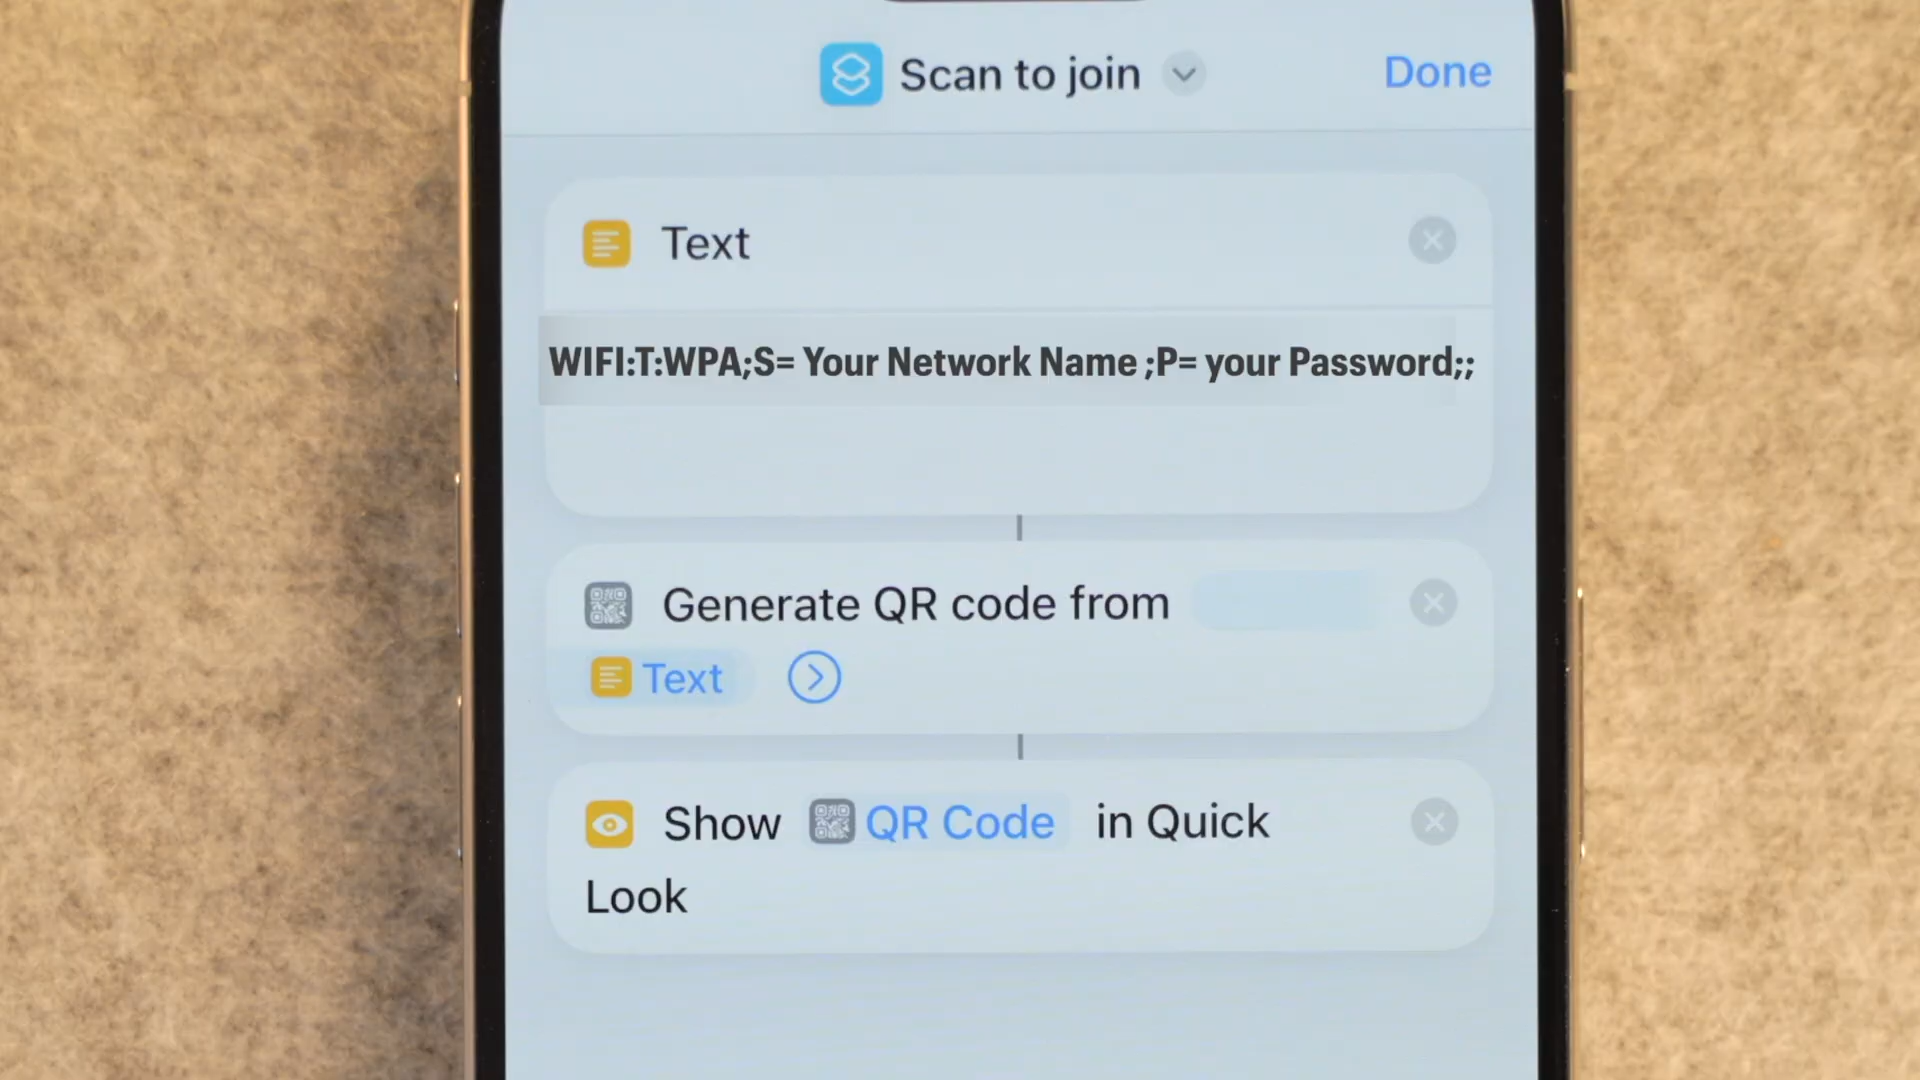 Scan to join
Done
Text
WIFI:T:WPA;S= Your Network Name ;P= your Password;;
Generate QR code from
Text
Show QR Code in Quick
Look